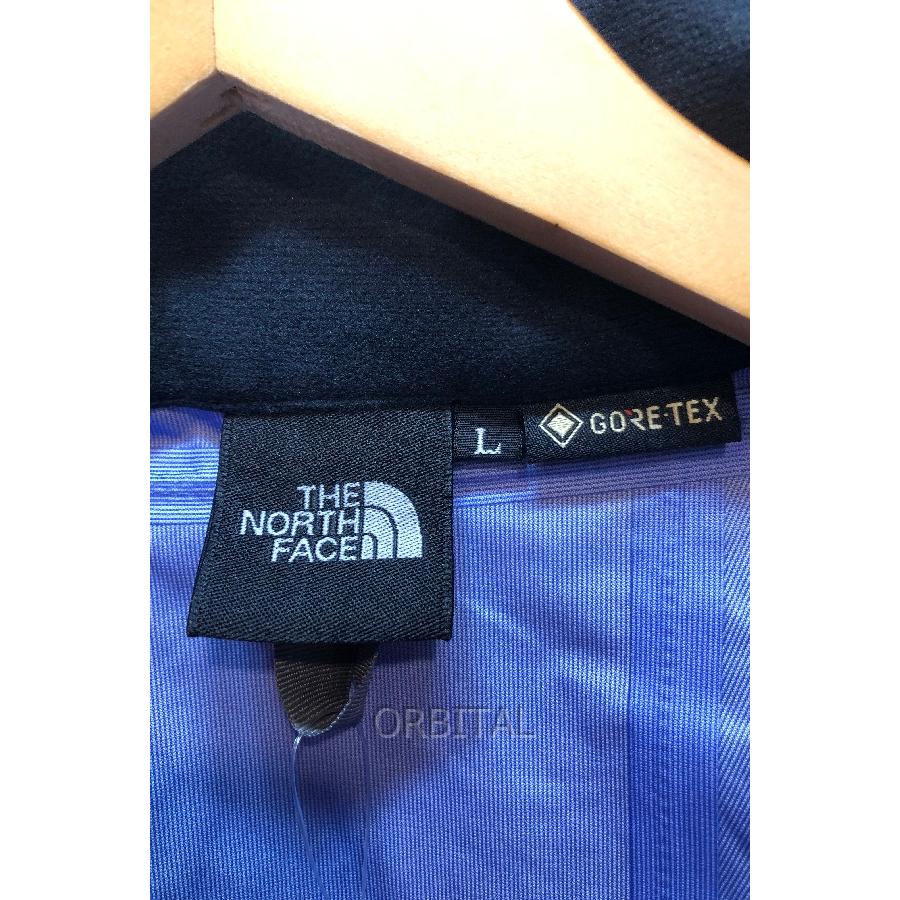 THE
NORTH
FACE
L
GORE-TEX
ORBITAL